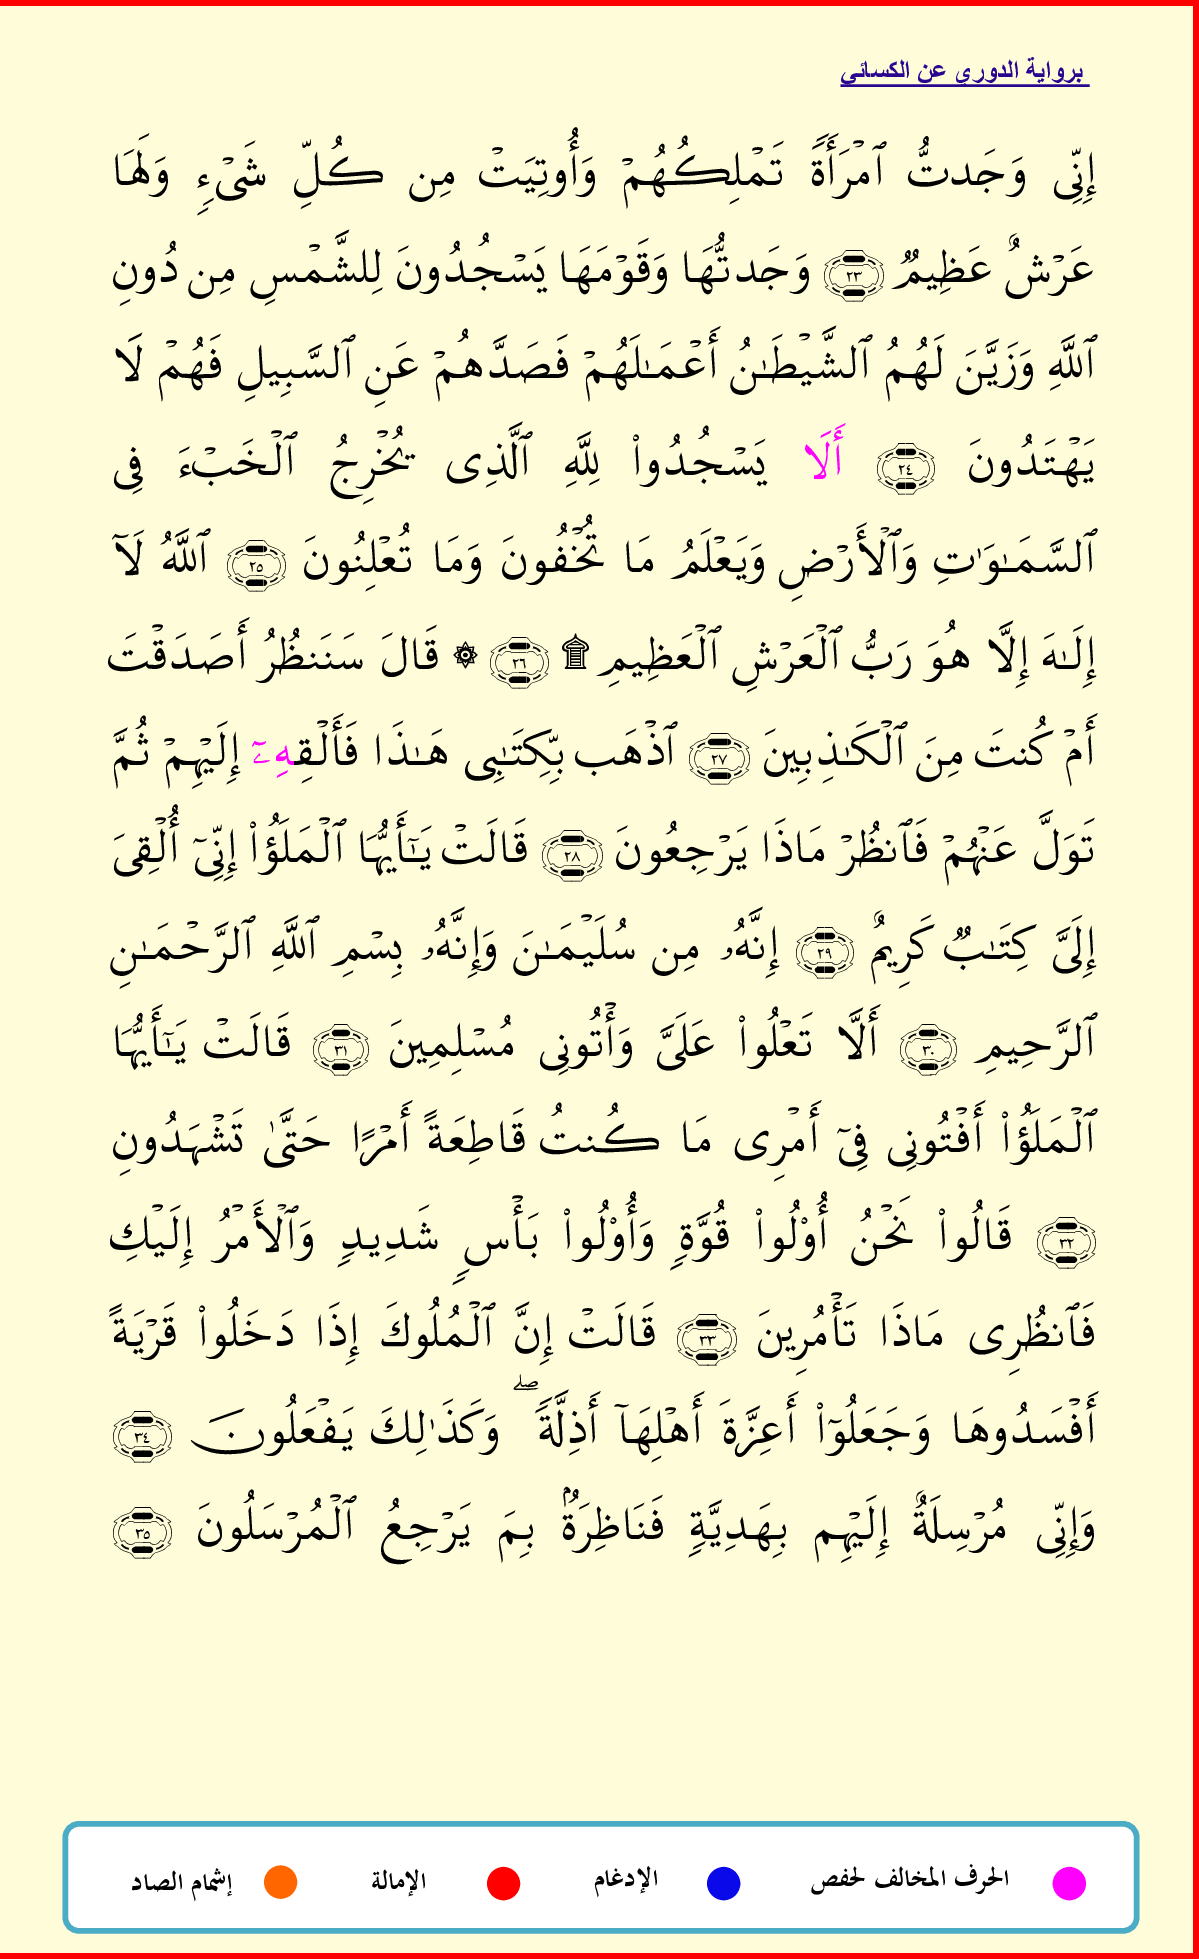 برواية الدوري عن الكسائي
إِنِّى وَجَدتُّ ٱمْرَأَةً تَمْلِكُهُمْ وَأُوتِيَتْ مِن كُلِّ شَىْءٍ وَلَهَا
عَرْشٌ عَظِيمٌ ٢٣ وَجَدتُّهَا وَقَوْمَهَا يَسْجُدُونَ لِلشَّمْسِ مِن دُونِ
ٱللَّهِ وَزَيَّنَ لَهُمُ ٱلشَّيْطَٰنُ أَعْمَٰلَهُمْ فَصَدَّهُمْ عَنِ ٱلسَّبِيلِ فَهُمْ لَا
يَهْتَدُونَ ٢٤ أَلَا يَسْجُدُوا۟ لِلَّهِ ٱلَّذِى يُخْرِجُ ٱلْخَبْءَ فِى
ٱلسَّمَٰوَٰتِ وَٱلْأَرْضِ وَيَعْلَمُ مَا تُخْفُونَ وَمَا تُعْلِنُونَ ٢٥ ٱللَّهُ لَآ
إِلَٰهَ إِلَّا هُوَ رَبُّ ٱلْعَرْشِ ٱلْعَظِيمِ ۩ ٢٦ ۞ قَالَ سَنَنظُرُ أَصَدَقْتَ
أَمْ كُنتَ مِنَ ٱلْكَٰذِبِينَ ٢٧ ٱذْهَب بِّكِتَٰبِى هَٰذَا فَأَلْقِهِۦٓ إِلَيْهِمْ ثُمَّ
تَوَلَّ عَنْهُمْ فَٱنظُرْ مَاذَا يَرْجِعُونَ ٢٨ قَالَتْ يَٰٓأَيُّهَا ٱلْمَلَؤُا۟ إِنِّىٓ أُلْقِىَ
إِلَىَّ كِتَٰبٌ كَرِيمٌ ٢٩ إِنَّهُۥ مِن سُلَيْمَٰنَ وَإِنَّهُۥ بِسْمِ ٱللَّهِ ٱلرَّحْمَٰنِ
ٱلرَّحِيمِ ٣٠ أَلَّا تَعْلُوا۟ عَلَىَّ وَأْتُونِى مُسْلِمِينَ ٣١ قَالَتْ يَٰٓأَيُّهَا
ٱلْمَلَؤُا۟ أَفْتُونِى فِىٓ أَمْرِى مَا كُنتُ قَاطِعَةً أَمْرًا حَتَّىٰ تَشْهَدُونِ
٣٢ قَالُوا۟ نَحْنُ أُو۟لُوا۟ قُوَّةٍ وَأُو۟لُوا۟ بَأْسٍ شَدِيدٍ وَٱلْأَمْرُ إِلَيْكِ
فَٱنظُرِى مَاذَا تَأْمُرِينَ ٣٣ قَالَتْ إِنَّ ٱلْمُلُوكَ إِذَا دَخَلُوا۟ قَرْيَةً
أَفْسَدُوهَا وَجَعَلُوٓا۟ أَعِزَّةَ أَهْلِهَآ أَذِلَّةً ۖ وَكَذَٰلِكَ يَفْعَلُونَ ٣٤
وَإِنِّى مُرْسِلَةٌ إِلَيْهِم بِهَدِيَّةٍ فَنَاظِرَةٌۢ بِمَ يَرْجِعُ ٱلْمُرْسَلُونَ ٣٥
الحرف المخالف لحفص الإدغام الإمالة إشمام الصاد